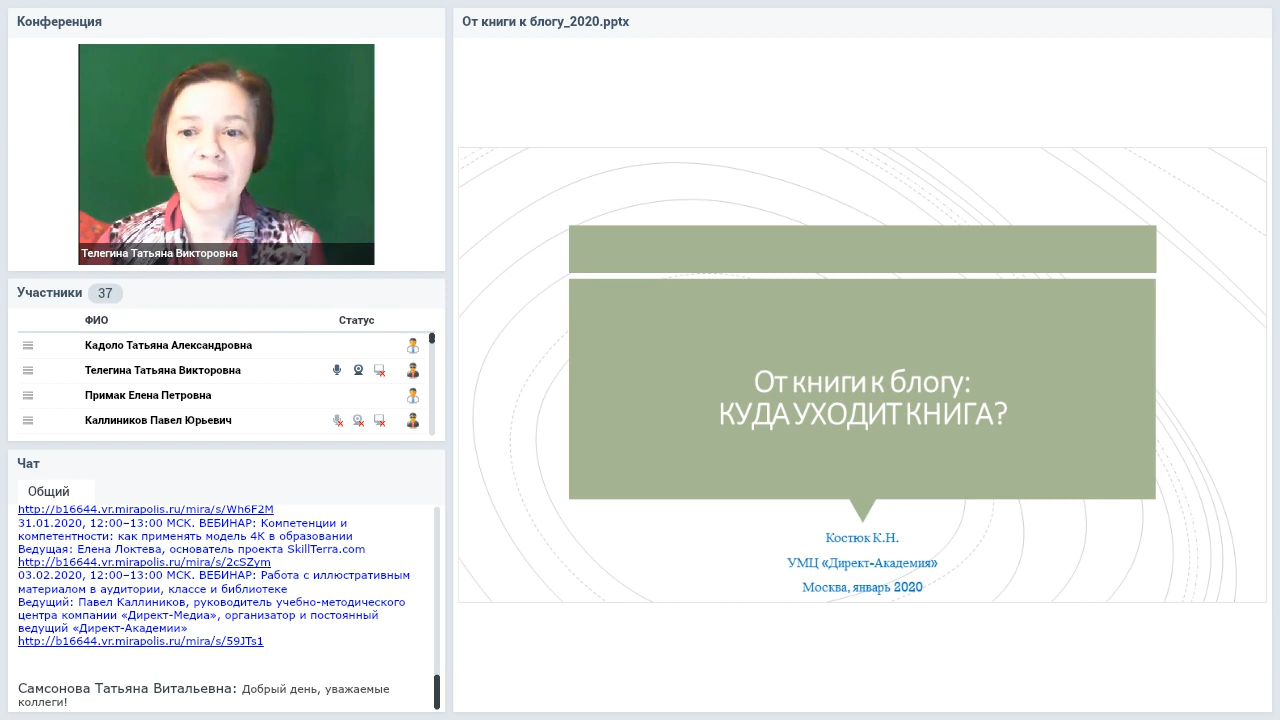 Конференция
Телегина Татьяна Викторовна
Участники 37
ФИО Статус
Кадоло Татьяна Александровна
Телегина Татьяна Викторовна
Примак Елена Петровна
Каллиников Павел Юрьевич
Чат
Общий
http://b16644.vr.mirapolis.ru/mira/s/Wh6F2M
31.01.2020, 12:00–13:00 МСК. ВЕБИНАР: Компетенции и
компетентности: как применять модель 4К в образовании
Ведущая: Елена Локтева, основатель проекта SkillTerra.com
http://b16644.vr.mirapolis.ru/mira/s/2cSZym
03.02.2020, 12:00–13:00 МСК. ВЕБИНАР: Работа с иллюстративным
материалом в аудитории, классе и библиотеке
Ведущий: Павел Каллиников, руководитель учебно-методического
центра компании «Директ-Медиа», организатор и постоянный
ведущий «Директ-Академии»
http://b16644.vr.mirapolis.ru/mira/s/59JTs1
Самсонова Татьяна Витальевна: Добрый день, уважаемые
коллеги!
От книги к блогу_2020.pptx
От книги к блогу:
КУДА УХОДИТ КНИГА?
Костюк К.Н.
УМЦ «Директ-Академия»
Москва, январь 2020